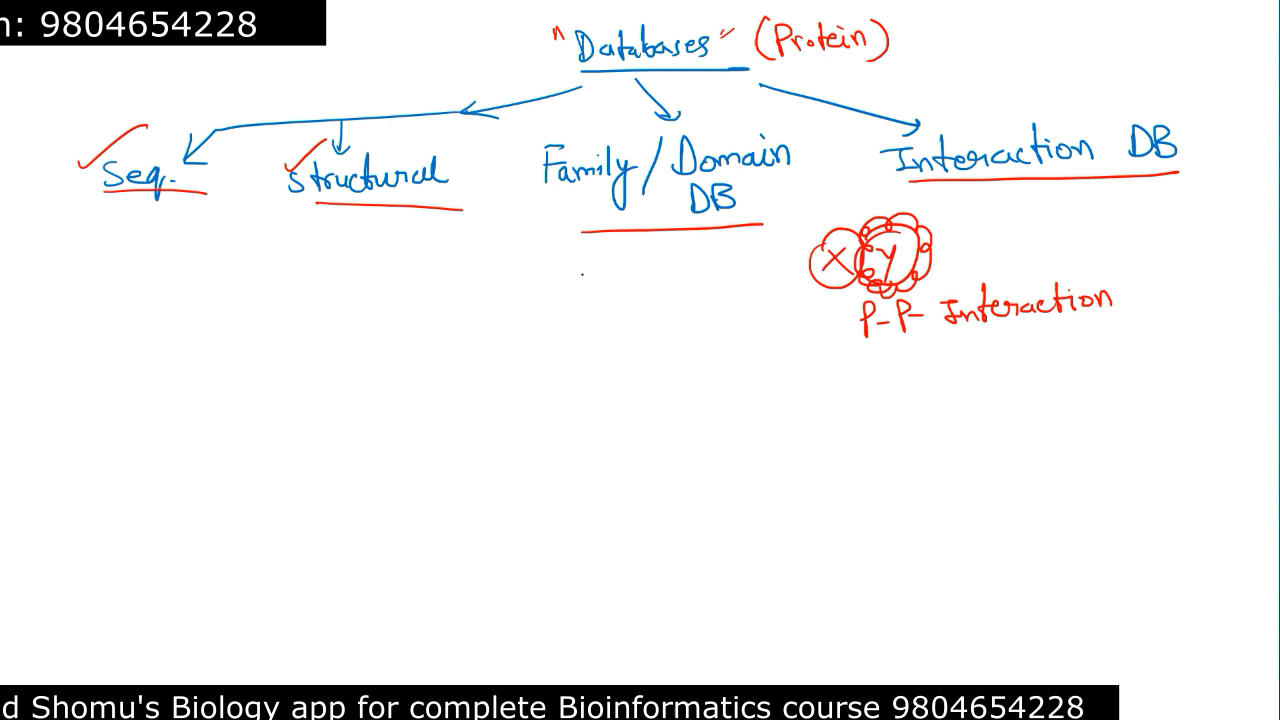 n: 9804654228
"Databases" (Protein)
Seq. Structural Family/Domain DB Interaction DB
X Y
P-P- Interaction
d Shomu's Biology app for complete Bioinformatics course 9804654228